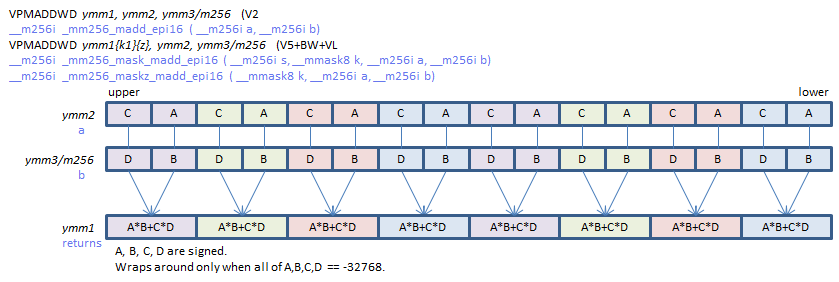 VPMADDWD ymm1, ymm2, ymm3/m256 (V2
__m256i _mm256_madd_epi16 ( __m256i a, __m256i b)
VPMADDWD ymm1{k1}{z}, ymm2, ymm3/m256 (V5+BW+VL
__m256i _mm256_mask_madd_epi16 ( __m256i s, __mmask8 k, __m256i a, __m256i b)
__m256i _mm256_maskz_madd_epi16 ( __mmask8 k, __m256i a, __m256i b)
upper lower
ymm2 C A C A C A C A C A C A C A C A
a
ymm3/m256 D B D B D B D B D B D B D B D B
b
ymm1 A*B+C*D A*B+C*D A*B+C*D A*B+C*D A*B+C*D A*B+C*D A*B+C*D A*B+C*D
returns
A, B, C, D are signed.
Wraps around only when all of A,B,C,D == -32768.